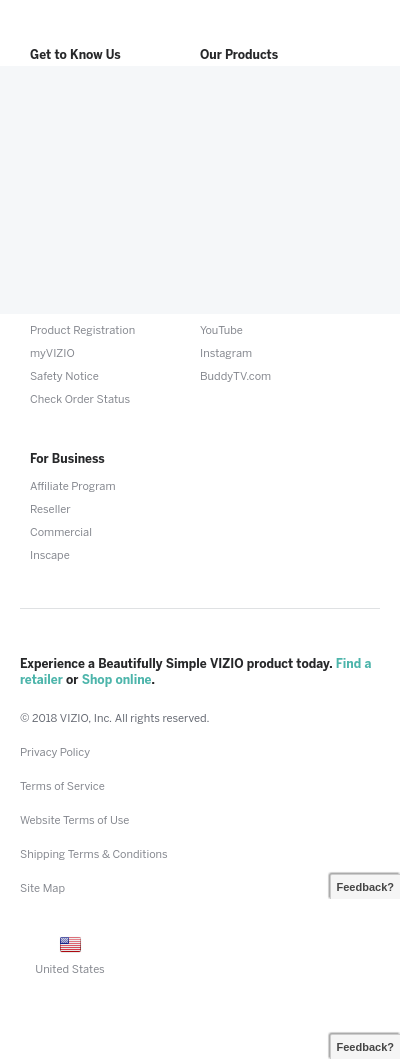 Get to Know Us
Our Products
Product Registration
myVIZIO
Safety Notice
Check Order Status
YouTube
Instagram
BuddyTV.com
For Business
Affiliate Program
Reseller
Commercial
Inscape
Experience a Beautifully Simple VIZIO product today. Find a
retailer or Shop online.
© 2018 VIZIO, Inc. All rights reserved.
Privacy Policy
Terms of Service
Website Terms of Use
Shipping Terms & Conditions
Site Map
Feedback?
United States
Feedback?